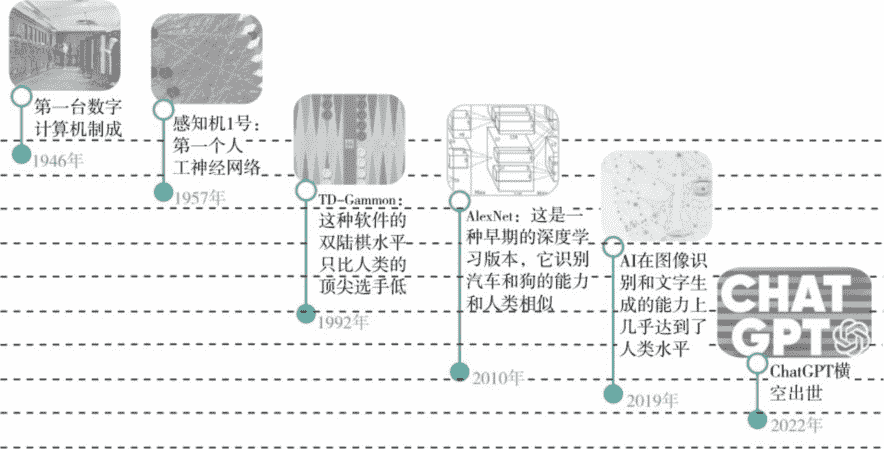 第一台数字
计算机制成
1946年
感知机1号：
第一个人
工神经网络
1957年
TD-Gammon：
这种软件的
双陆棋水平
只比人类的
顶尖选手低
1992年
AlexNet：这是一
种早期的深度学
习版本，它识别
汽车和狗的能力
和人类相似
2010年
AI在图像识
别和文字生
成的能力上
几乎达到了
人类水平
2019年
CHAT
GPT
ChatGPT横
空出世
2022年